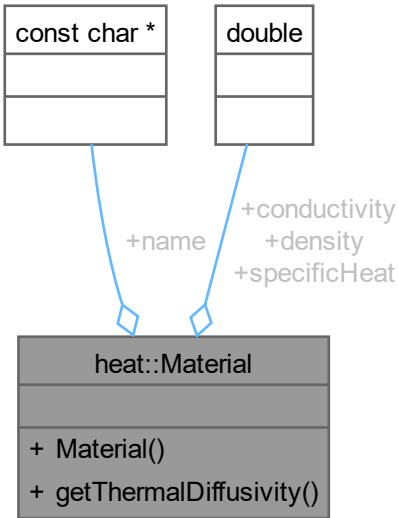 const char *
double
+conductivity
+name
+density
+specificHeat
heat::Material
+ Material()
+ getThermalDiffusivity()